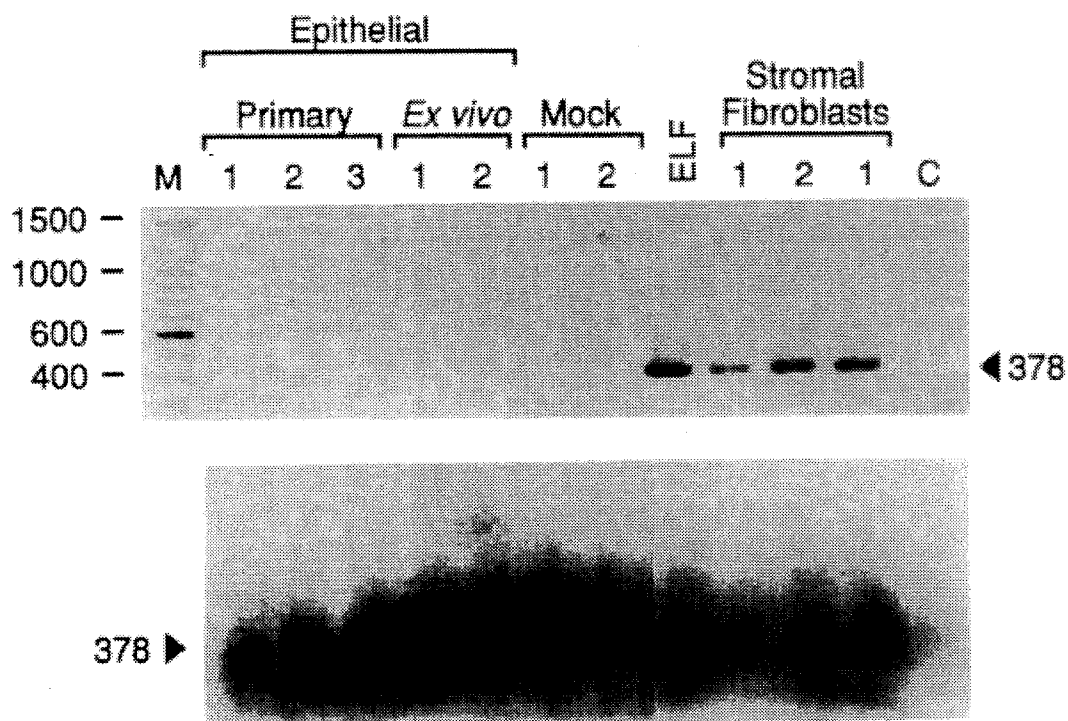 Epithelial
Stromal
Fibroblasts
Primary
Ex vivo
Mock
ELF
M 1 2 3 1 2 1 2 1 2 1 C
1500
1000
600
400
378
378